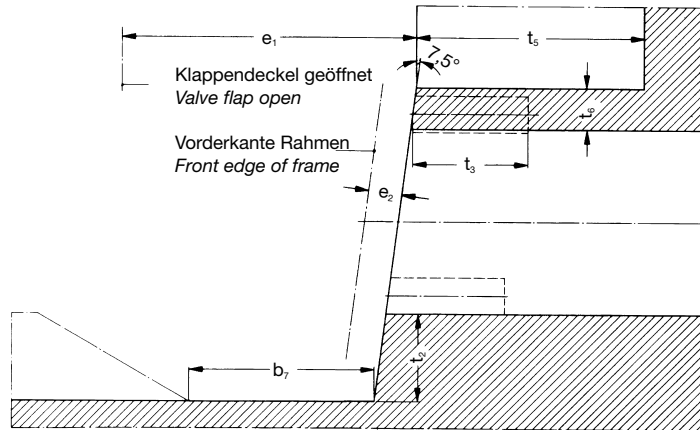 e₁
t₅
7,5°
Klappendeckel geöffnet
Valve flap open
t₆
Vorderkante Rahmen
Front edge of frame
t₃
e₂
t₂
b₇